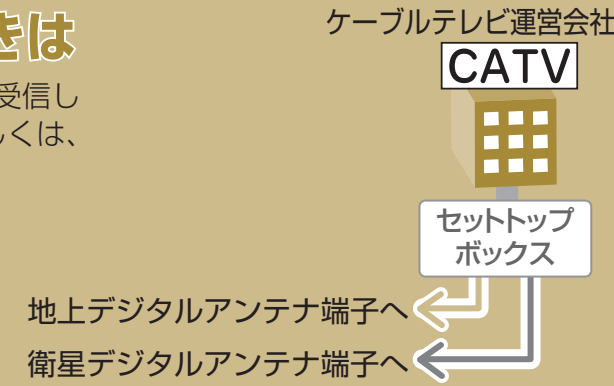 きは
受信し
しくは、
ケーブルテレビ運営会社
CATV
セットトップ
ボックス
地上デジタルアンテナ端子へ
衛星デジタルアンテナ端子へ